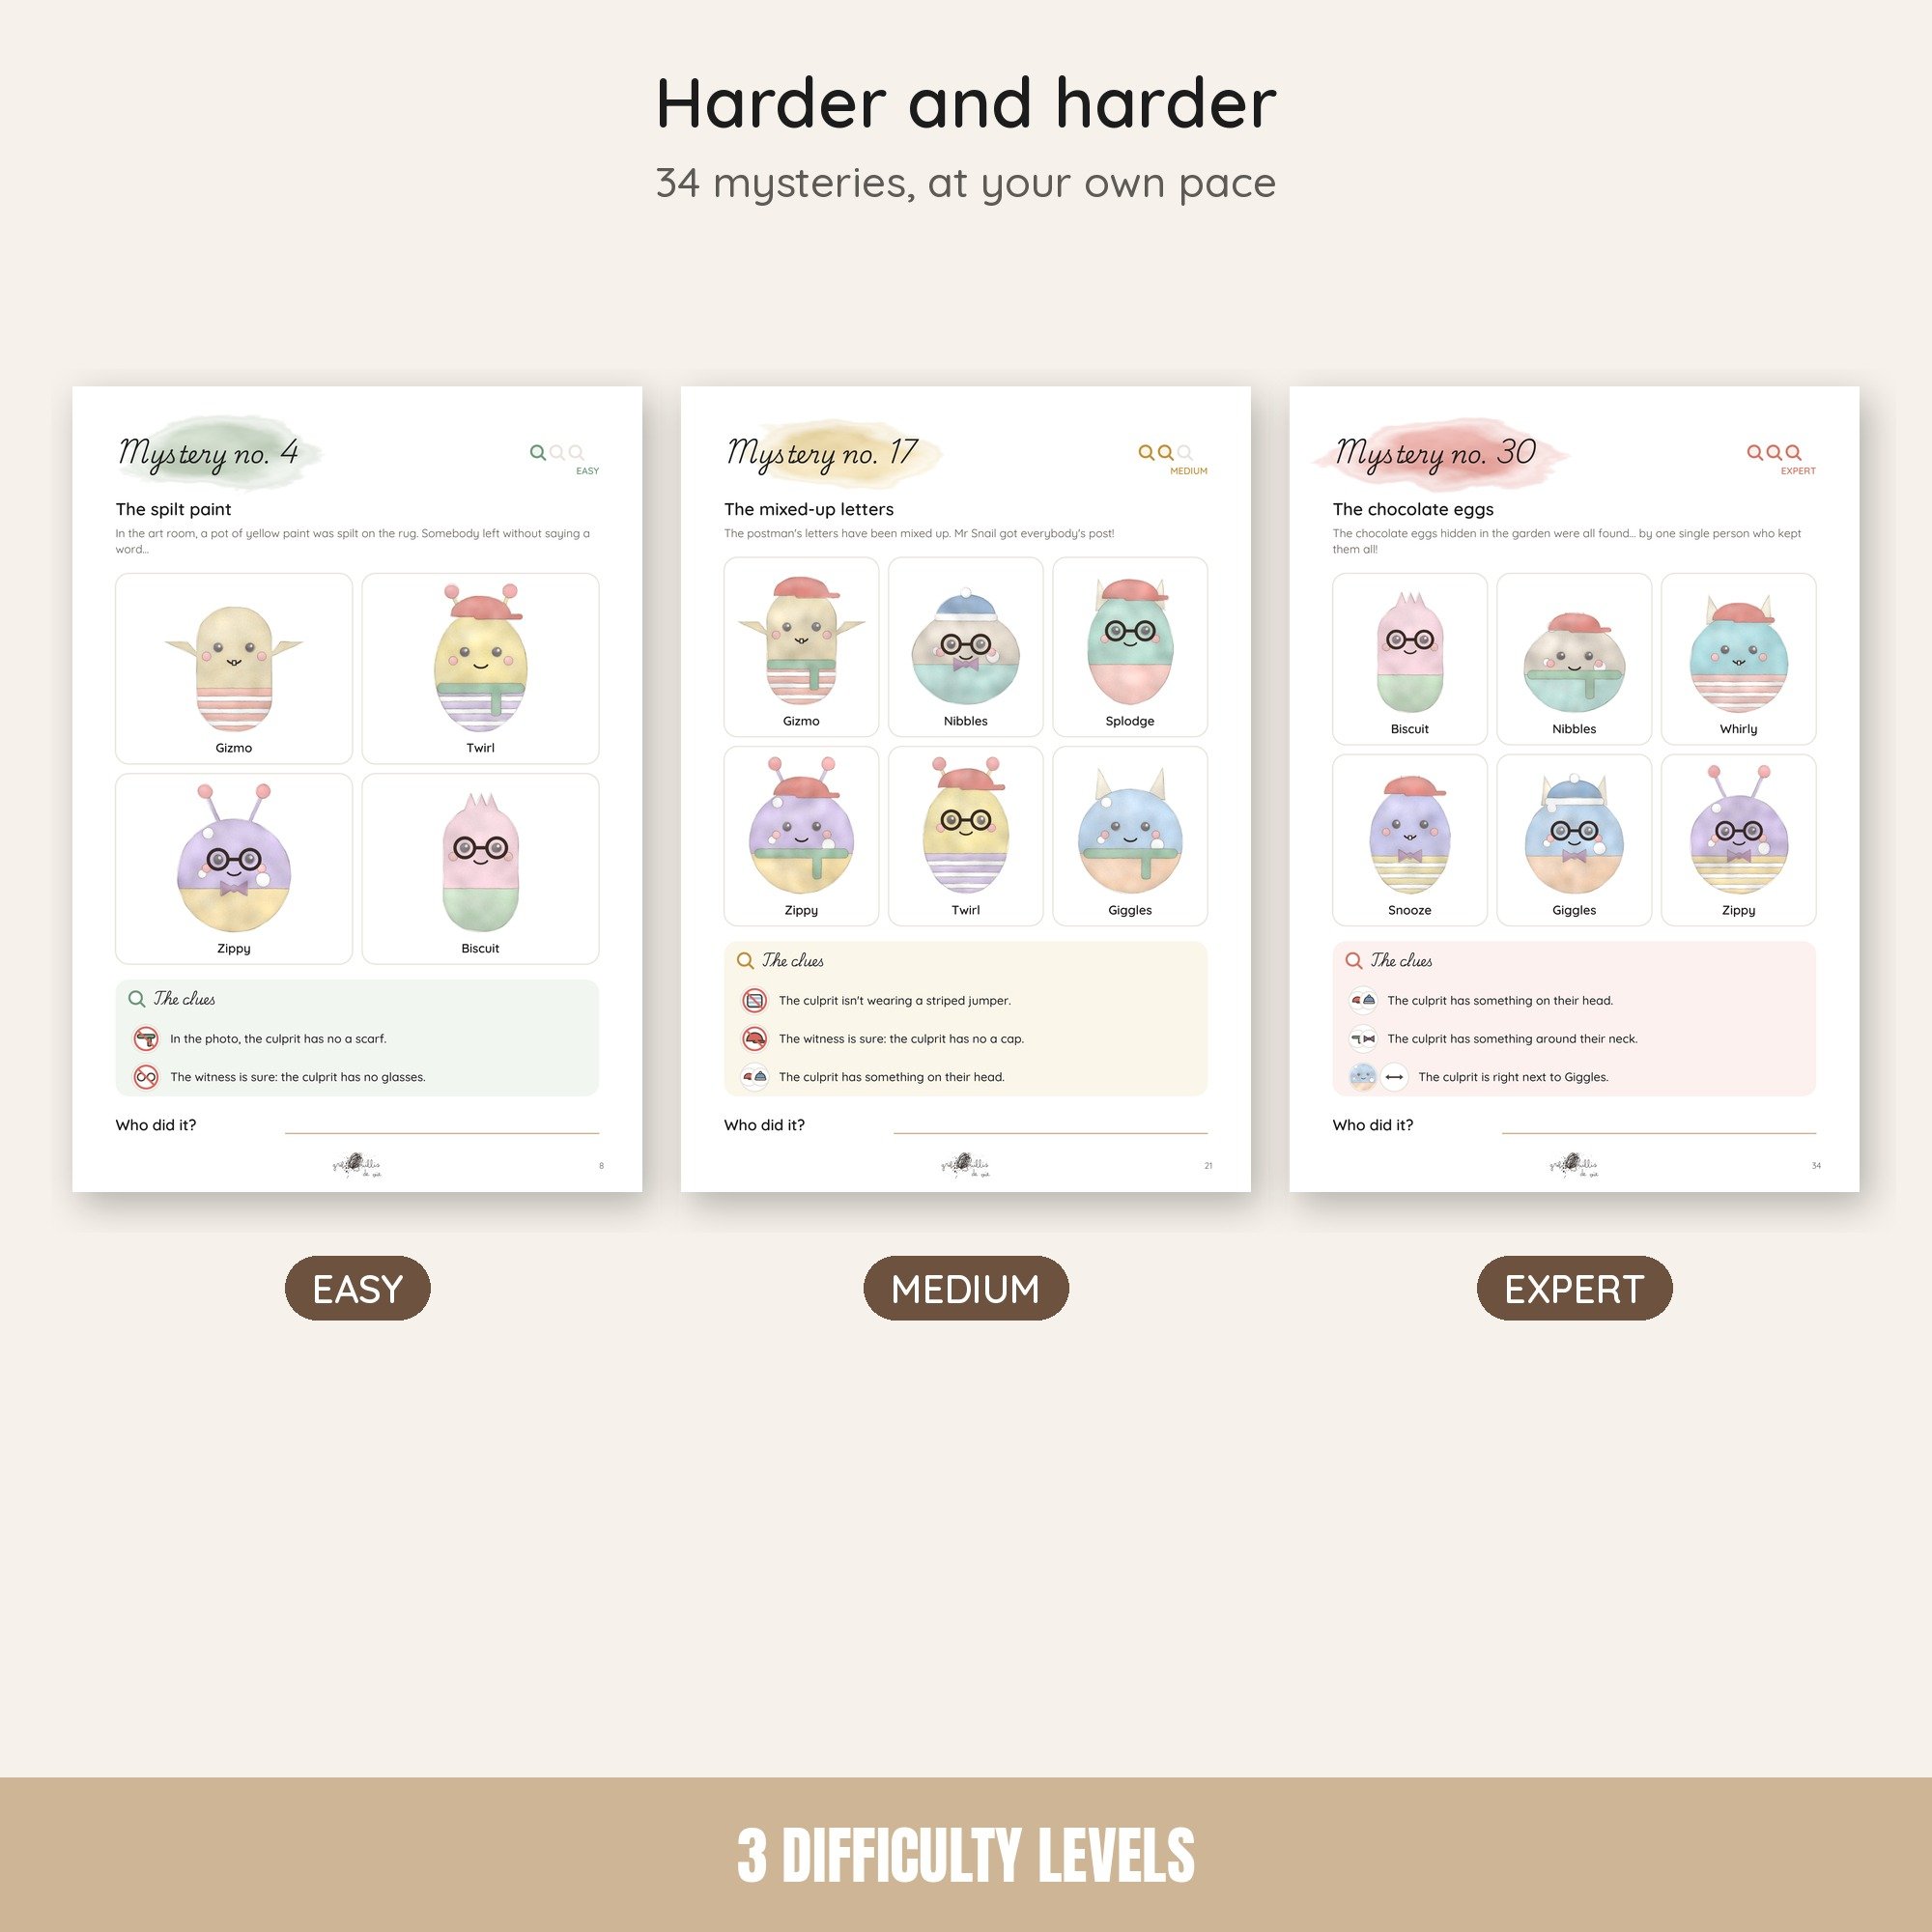 Harder and harder
34 mysteries, at your own pace
Mystery no. 4
EASY
The spilt paint
In the art room, a pot of yellow paint was spilt on the rug. Somebody left without saying a
word...
Gizmo
Twirl
Zippy
Biscuit
The clues
In the photo, the culprit has no a scarf.
The witness is sure: the culprit has no glasses.
Who did it?
8
Mystery no. 17
MEDIUM
The mixed-up letters
The postman's letters have been mixed up. Mr Snail got everybody's post!
Gizmo
Nibbles
Splodge
Zippy
Twirl
Giggles
The clues
The culprit isn't wearing a striped jumper.
The witness is sure: the culprit has no a cap.
The culprit has something on their head.
Who did it?
21
Mystery no. 30
EXPERT
The chocolate eggs
The chocolate eggs hidden in the garden were all found... by one single person who kept
them all!
Biscuit
Nibbles
Whirly
Snooze
Giggles
Zippy
The clues
The culprit has something on their head.
The culprit has something around their neck.
The culprit is right next to Giggles.
Who did it?
34
EASY
MEDIUM
EXPERT
3 DIFFICULTY LEVELS